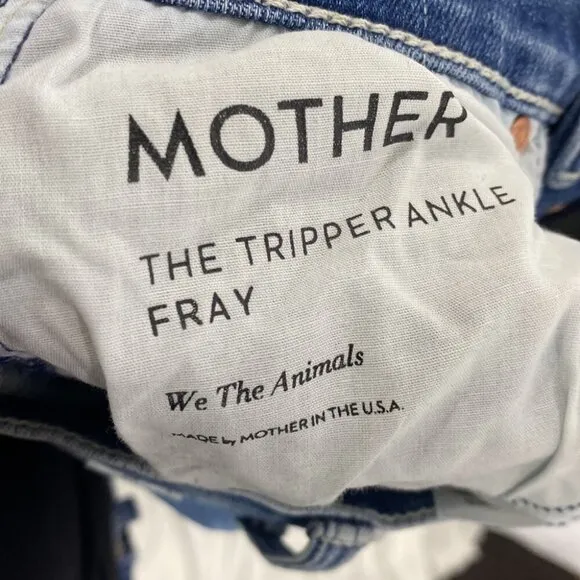 MOTHER
THE TRIPPER ANKLE
FRAY
We The Animals
MADE by MOTHER IN THE U.S.A.